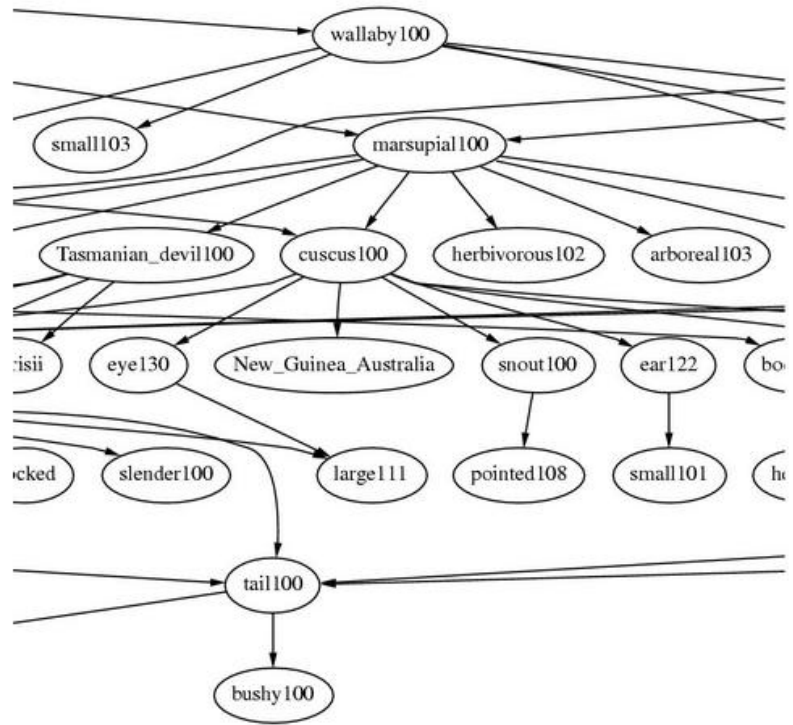 wallaby100
small103
marsupial100
Tasmanian_devil100
cuscus100
herbivorous102
arboreal103
eye130
New_Guinea_Australia
snout100
ear122
slender100
large111
pointed108
small101
tail100
bushy100